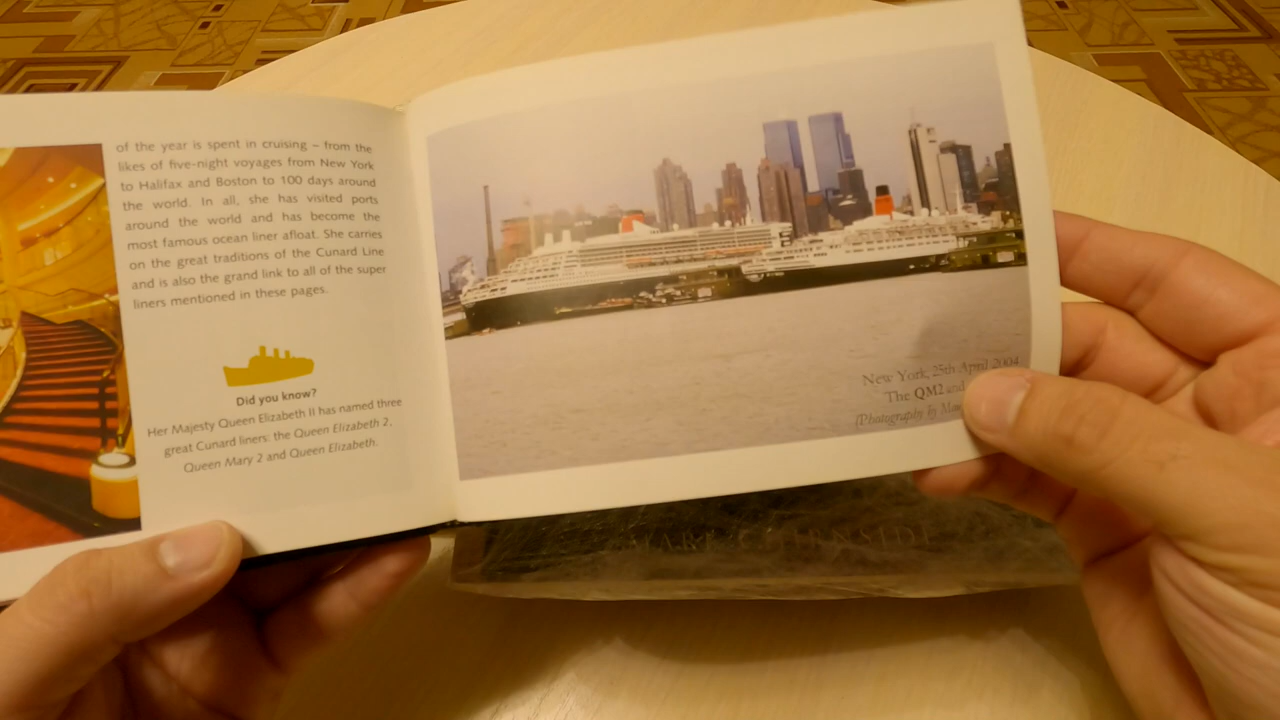 of the year is spent in cruising – from the
likes of five-night voyages from New York
to Halifax and Boston to 100 days around
the world. In all, she has visited ports
around the world and has become the
most famous ocean liner afloat. She carries
on the great traditions of the Cunard Line
and is also the grand link to all of the super
liners mentioned in these pages.
Did you know?
Her Majesty Queen Elizabeth II has named three
great Cunard liners: the Queen Elizabeth 2,
Queen Mary 2 and Queen Elizabeth.
New York, 25th April 2004
The QM2 and
(Photography by
MARK CHIRNSIDE